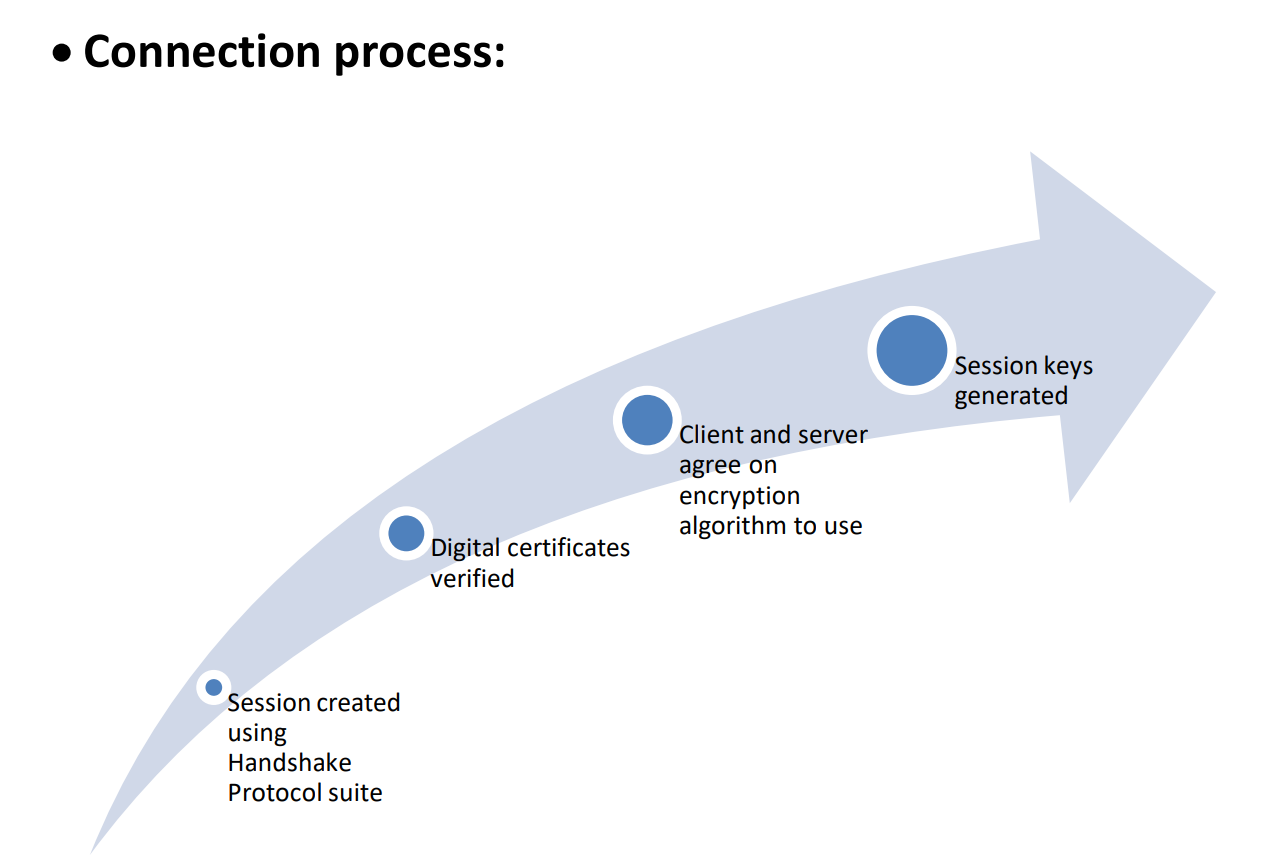 • Connection process:
Session created
using
Handshake
Protocol suite
Digital certificates
verified
Client and server
agree on
encryption
algorithm to use
Session keys
generated